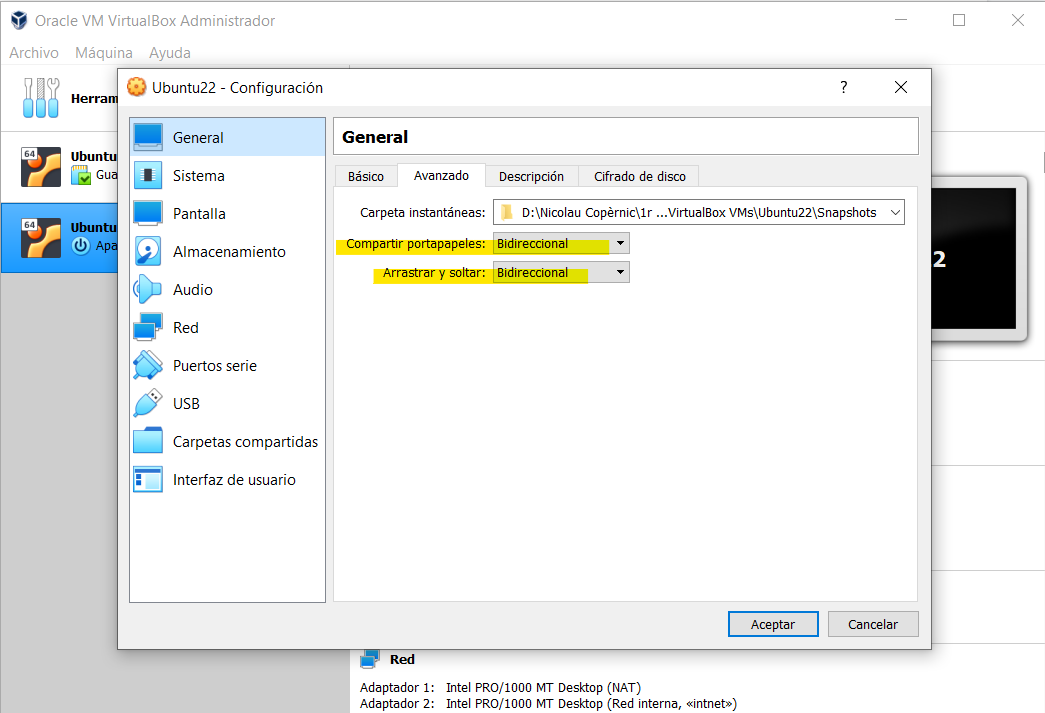 Oracle VM VirtualBox Administrador
Archivo Máquina Ayuda
Herram
Ubuntu22 - Configuración
?
64
Ubuntu
Gua
64
Ubuntu
Apa
General
Sistema
Pantalla
Almacenamiento
Audio
Red
Puertos serie
USB
Carpetas compartidas
Interfaz de usuario
General
Básico Avanzado Descripción Cifrado de disco
Carpeta instantáneas: D:\Nicolau Copèrnic\1r ...VirtualBox VMs\Ubuntu22\Snapshots
Compartir portapapeles: Bidireccional
Arrastrar y soltar: Bidireccional
2
Aceptar Cancelar
Red
Adaptador 1: Intel PRO/1000 MT Desktop (NAT)
Adaptador 2: Intel PRO/1000 MT Desktop (Red interna, «intnet»)